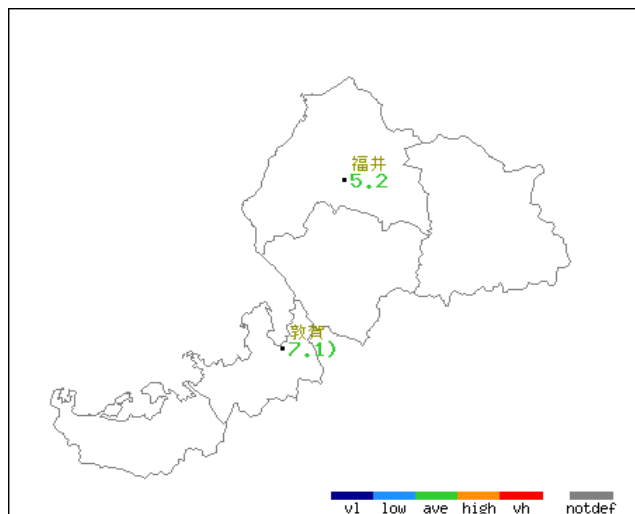 福井
5.2
敦賀
7.1)
vl low ave high vh notdef